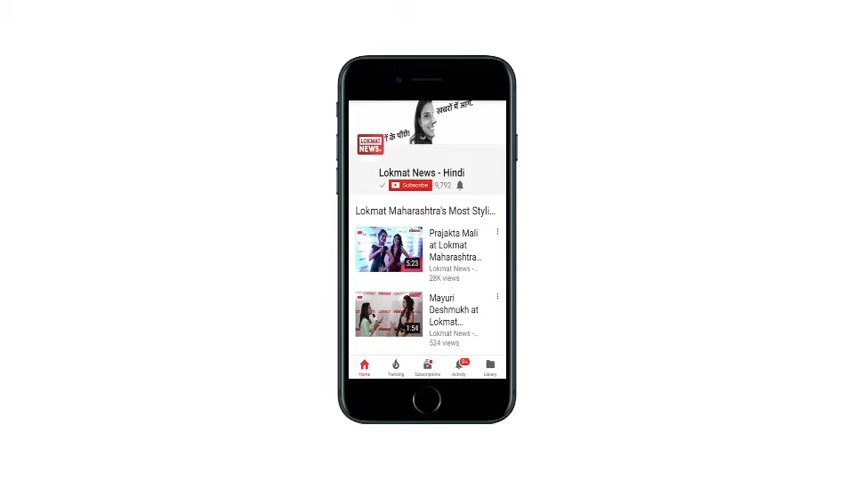 खबरों में आग,
के पीछे!
LOKMAT
NEWS
Lokmat News - Hindi
Subscribe 9,792
Lokmat Maharashtra's Most Styli...
Prajakta Mali
at Lokmat
Maharashtra...
Lokmat News -..
28K views
5:23
Mayuri
Deshmukh at
Lokmat...
Lokmat News -..
534 views
1:54
Home Trending Subscriptions Activity Library
9+